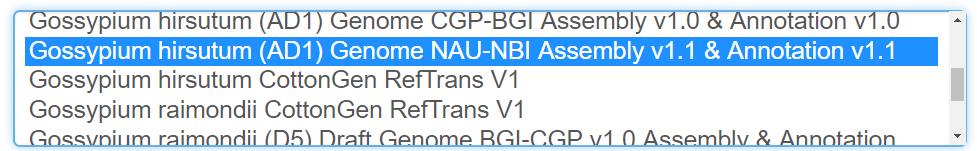 Gossypium hirsutum (AD1) Genome CGP-BGI Assembly v1.0 & Annotation v1.0
Gossypium hirsutum (AD1) Genome NAU-NBI Assembly v1.1 & Annotation v1.1
Gossypium hirsutum CottonGen RefTrans V1
Gossypium raimondii CottonGen RefTrans V1
Gossypium raimondii (D5) Draft Genome BGI-CGP v1.0 Assembly & Annotation